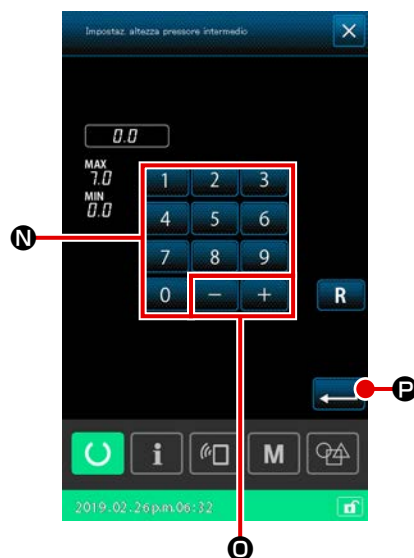 Impostaz. altezza pressore intermedio
0.0
MAX
7.0
MIN
0.0
1 2 3
4 5 6
7 8 9
0 − +
R
N
P
i M
2019.02.26p.m.06:32
O